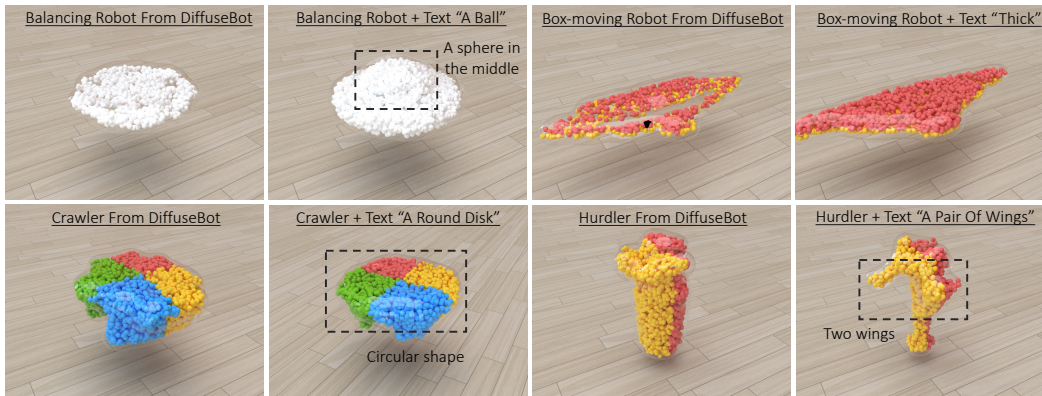 Balancing Robot From DiffuseBot
Balancing Robot + Text “A Ball”
A sphere in
the middle
Box-moving Robot From DiffuseBot
Box-moving Robot + Text “Thick”
Crawler From DiffuseBot
Crawler + Text “A Round Disk”
Circular shape
Hurdler From DiffuseBot
Hurdler + Text “A Pair Of Wings”
Two wings